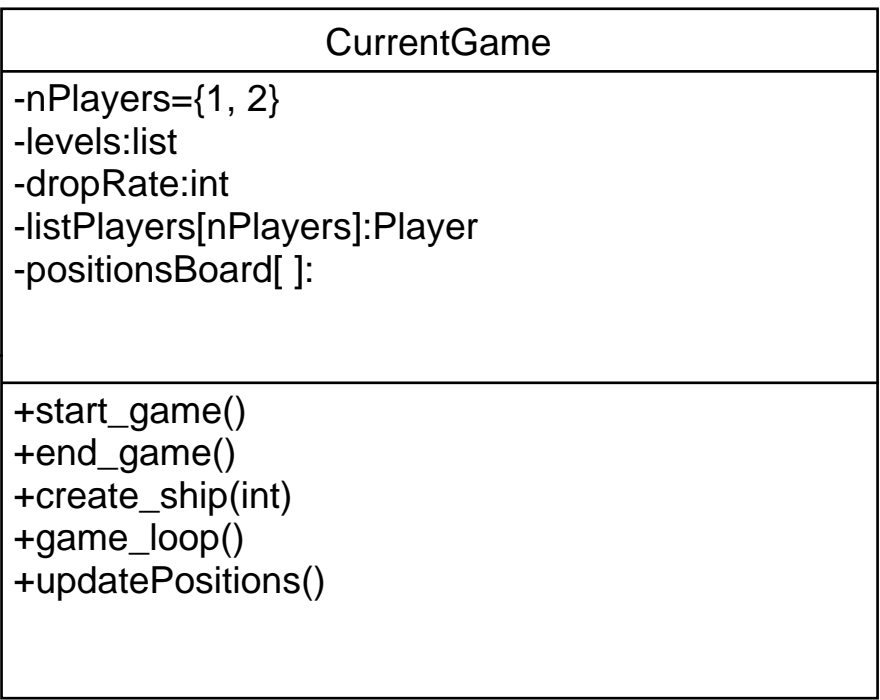 CurrentGame
-nPlayers={1, 2}
-levels:list
-dropRate:int
-listPlayers[nPlayers]:Player
-positionsBoard[ ]:
+start_game()
+end_game()
+create_ship(int)
+game_loop()
+updatePositions()